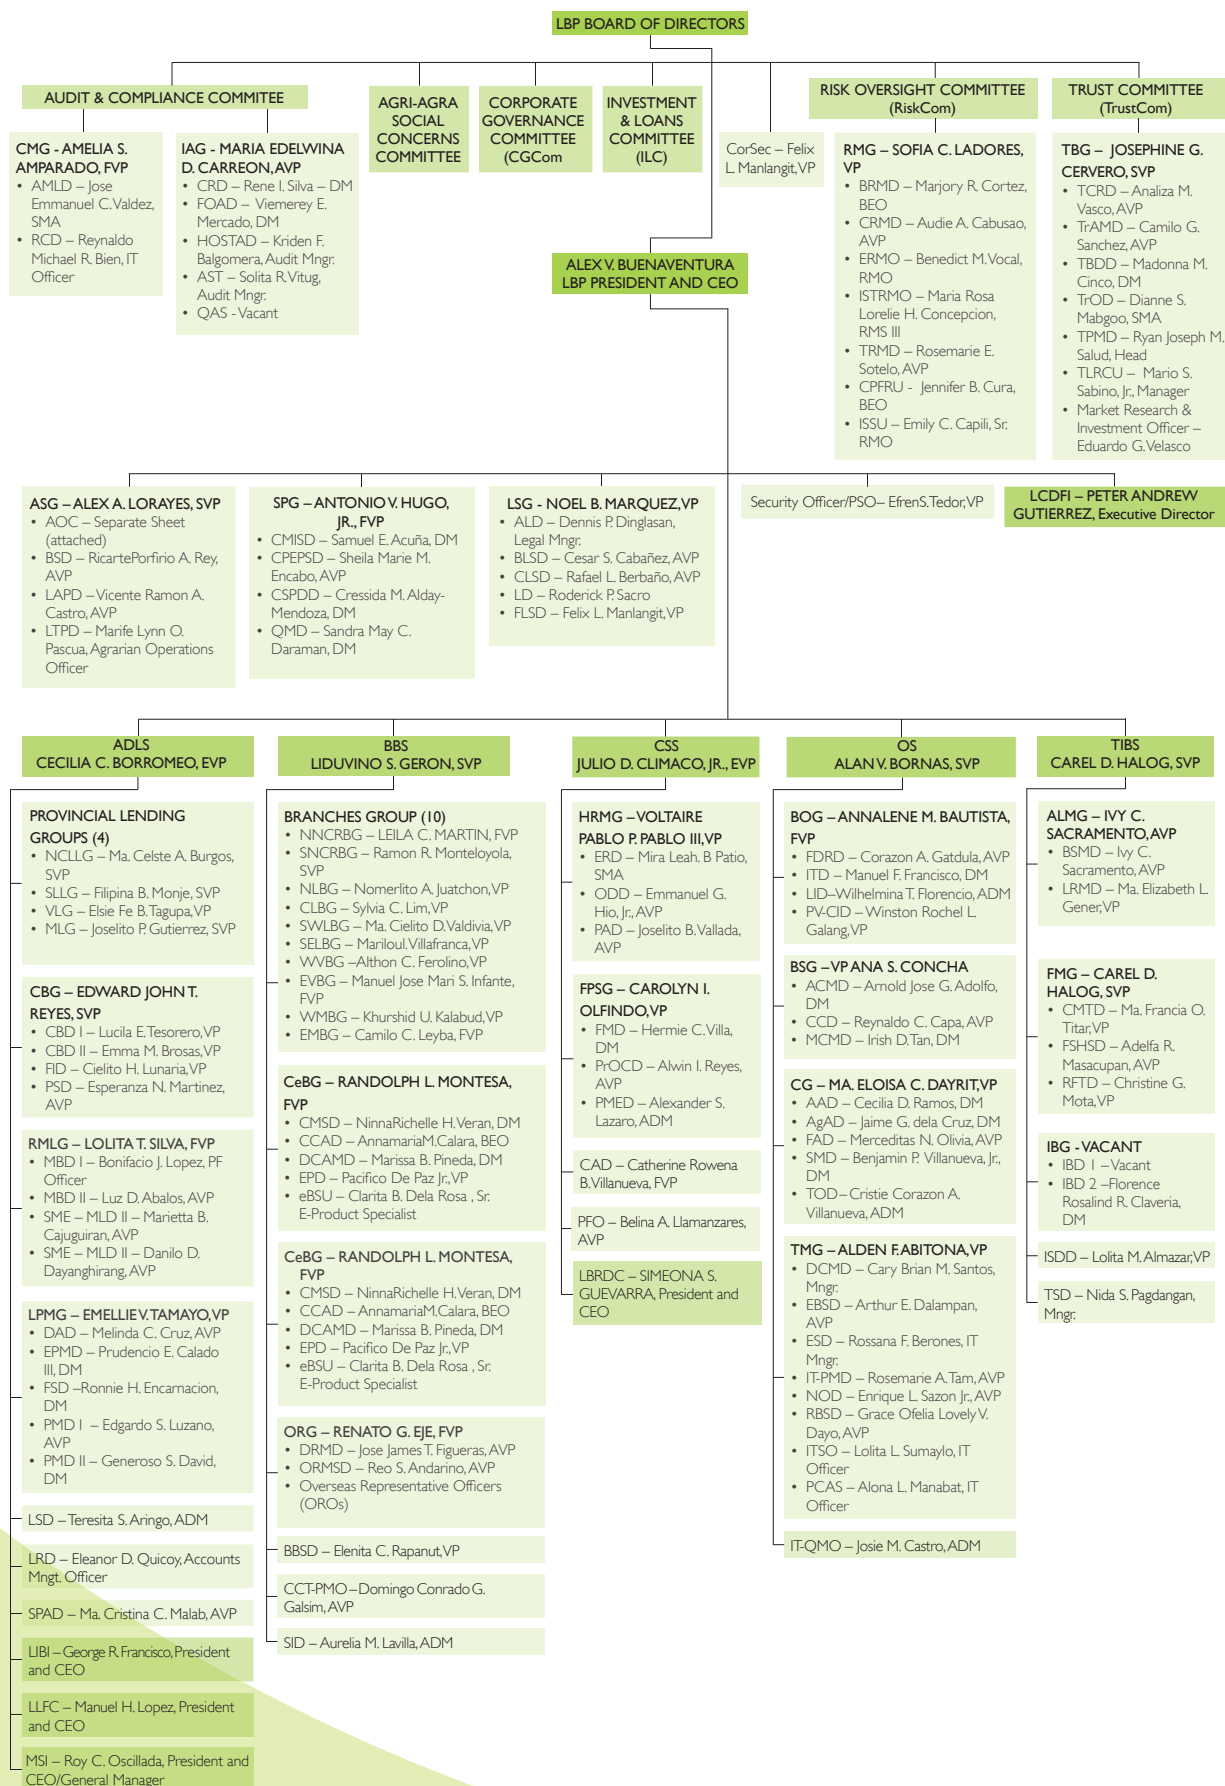 LBP BOARD OF DIRECTORS
AUDIT & COMPLIANCE COMMITEE
CMG - AMELIA S.
AMPARADO, FVP
• AMLD – Jose
Emmanuel C. Valdez,
SMA
• RCD – Reynaldo
Michael R. Bien, IT
Officer
IAG - MARIA EDELWINA
D. CARREON, AVP
• CRD – Rene I. Silva – DM
• FOAD – Viemerey E.
Mercado, DM
• HOSTAD – Kriden F.
Balgomera, Audit Mngr.
• AST – Solita R. Vitug,
Audit Mngr.
• QAS - Vacant
AGRI-AGRA
SOCIAL
CONCERNS
COMMITTEE
CORPORATE
GOVERNANCE
COMMITTEE
(CGCom
INVESTMENT
& LOANS
COMMITTEE
(ILC)
CorSec – Felix
L. Manlangit, VP
RISK OVERSIGHT COMMITTEE
(RiskCom)
RMG - SOFIA C. LADORES,
VP
• BRMD – Marjory R. Cortez,
BEO
• CRMD – Audie A. Cabusao,
AVP
• ERMO – Benedict M. Vocal,
RMO
• ISTRMO – Maria Rosa
Lorelie H. Concepcion,
RMS III
• TRMD – Rosemarie E.
Sotelo, AVP
• CPFRU - Jennifer B. Cura,
BEO
• ISSU – Emily C. Capili, Sr.
RMO
TRUST COMMITTEE
(TrustCom)
TBG – JOSEPHINE G.
CERVERO, SVP
• TCRD – Analiza M.
Vasco, AVP
• TrAMD – Camilo G.
Sanchez, AVP
• TBDD – Madonna M.
Cinco, DM
• TrOD – Dianne S.
Mabgoo, SMA
• TPMD – Ryan Joseph M.
Salud, Head
• TLRCU – Mario S.
Sabino, Jr., Manager
• Market Research &
Investment Officer –
Eduardo G. Velasco
ALEX V. BUENAVENTURA
LBP PRESIDENT AND CEO
ASG – ALEX A. LORAYES, SVP
• AOC – Separate Sheet
(attached)
• BSD – RicartePorfirio A. Rey,
AVP
• LAPD – Vicente Ramon A.
Castro, AVP
• LTPD – Marife Lynn O.
Pascua, Agrarian Operations
Officer
SPG – ANTONIO V. HUGO,
JR., FVP
• CMISD – Samuel E. Acuña, DM
• CPEPSD – Sheila Marie M.
Encabo, AVP
• CSPDD – Cressida M. Alday-
Mendoza, DM
• QMD – Sandra May C.
Daraman, DM
LSG - NOEL B. MARQUEZ, VP
• ALD – Dennis P. Dinglasan,
Legal Mngr.
• BLSD – Cesar S. Cabañez, AVP
• CLSD – Rafael L. Berbaño, AVP
• LD – Roderick P. Sacro
• FLSD – Felix L. Manlangit, VP
Security Officer/PSO– EfrenS. Tedor, VP
LCDFI – PETER ANDREW
GUTIERREZ, Executive Director
ADLS
CECILIA C. BORROMEO, EVP
PROVINCIAL LENDING
GROUPS (4)
• NCLLG – Ma. Celste A. Burgos,
SVP
• SLLG – Filipina B. Monje, SVP
• VLG – Elsie Fe B. Tagupa, VP
• MLG – Joselito P. Gutierrez, SVP
CBG – EDWARD JOHN T.
REYES, SVP
• CBD I – Lucila E. Tesorero, VP
• CBD II – Emma M. Brosas, VP
• FID – Cielito H. Lunaria, VP
• PSD – Esperanza N. Martinez,
AVP
RMLG – LOLITA T. SILVA, FVP
• MBD I – Bonifacio J. Lopez, PF
Officer
• MBD II – Luz D. Abalos, AVP
• SME – MLD II – Marietta B.
Cajuguiran, AVP
• SME – MLD II – Danilo D.
Dayanghirang, AVP
LPMG – EMELLIE V. TAMAYO, VP
• DAD – Melinda C. Cruz, AVP
• EPMD – Prudencio E. Calado
III, DM
• FSD –Ronnie H. Encarnacion,
DM
• PMD I – Edgardo S. Luzano,
AVP
• PMD II – Generoso S. David,
DM
LSD – Teresita S. Aringo, ADM
LRD – Eleanor D. Quicoy, Accounts
Mngt. Officer
SPAD – Ma. Cristina C. Malab, AVP
LIBI – George R Francisco, President
and CEO
LLFC – Manuel H. Lopez, President
and CEO
MSI – Roy C. Oscillada, President and
CEO/General Manager
BBS
LIDUVINO S. GERON, SVP
BRANCHES GROUP (10)
• NNCRBG – LEILA C. MARTIN, FVP
• SNCRBG – Ramon R. Monteloyola,
SVP
• NLBG – Nomerlito A. Juatchon, VP
• CLBG – Sylvia C. Lim, VP
• SWLBG – Ma. Cielito D. Valdivia, VP
• SELBG – Mariloul. Villafranca, VP
• WVBG –Althon C. Ferolino, VP
• EVBG – Manuel Jose Mari S. Infante,
FVP
• WMBG – Khurshid U. Kalabud, VP
• EMBG – Camilo C. Leyba, FVP
CeBG – RANDOLPH L. MONTESA,
FVP
• CMSD – NinnaRichelle H. Veran, DM
• CCAD – AnnamariaM. Calara, BEO
• DCAMD – Marissa B. Pineda, DM
• EPD – Pacifico De Paz Jr., VP
• eBSU – Clarita B. Dela Rosa , Sr.
E-Product Specialist
CeBG – RANDOLPH L. MONTESA,
FVP
• CMSD – NinnaRichelle H. Veran, DM
• CCAD – AnnamariaM. Calara, BEO
• DCAMD – Marissa B. Pineda, DM
• EPD – Pacifico De Paz Jr., VP
• eBSU – Clarita B. Dela Rosa , Sr.
E-Product Specialist
ORG – RENATO G. EJE, FVP
• DRMD – Jose James T. Figueras, AVP
• ORMSD – Reo S. Andarino, AVP
• Overseas Representative Officers
(OROs)
BBSD – Elenita C. Rapanut, VP
CCT-PMO – Domingo Conrado G.
Galsim, AVP
SID – Aurelia M. Lavilla, ADM
CSS
JULIO D. CLIMACO, JR., EVP
HRMG – VOLTAIRE
PABLO P. PABLO III, VP
• ERD – Mira Leah. B Patio,
SMA
• ODD – Emmanuel G.
Hio, Jr., AVP
• PAD – Joselito B. Vallada,
AVP
FPSG – CAROLYN I.
OLFINDO, VP
• FMD – Hermie C. Villa,
DM
• PrOCD – Alwin I. Reyes,
AVP
• PMED – Alexander S.
Lazaro, ADM
CAD – Catherine Rowena
B. Villanueva, FVP
PFO – Belina A. Llamanzares,
AVP
LBRDC – SIMEONA S.
GUEVARRA, President and
CEO
OS
ALAN V. BORNAS, SVP
BOG – ANNALENE M. BAUTISTA,
FVP
• FDRD – Corazon A. Gatdula, AVP
• ITD – Manuel F. Francisco, DM
• LID–Wilhelmina T. Florencio, ADM
• PV-CID – Winston Rochel L.
Galang, VP
BSG – VP ANA S. CONCHA
• ACMD – Arnold Jose G. Adolfo,
DM
• CCD – Reynaldo C. Capa, AVP
• MCMD – Irish D. Tan, DM
CG – MA. ELOISA C. DAYRIT, VP
• AAD – Cecilia D. Ramos, DM
• AgAD – Jaime G. dela Cruz, DM
• FAD – Merceditas N. Olivia, AVP
• SMD – Benjamin P. Villanueva, Jr.,
DM
• TOD – Cristie Corazon A.
Villanueva, ADM
TMG – ALDEN F. ABITONA, VP
• DCMD – Cary Brian M. Santos,
Mngr.
• EBSD – Arthur E. Dalampan,
AVP
• ESD – Rossana F. Berones, IT
Mngr.
• IT-PMD – Rosemarie A. Tam, AVP
• NOD – Enrique L. Sazon Jr., AVP
• RBSD – Grace Ofelia Lovely V.
Dayo, AVP
• ITSO – Lolita L. Sumaylo, IT
Officer
• PCAS – Alona L. Manabat, IT
Officer
IT-QMO – Josie M. Castro, ADM
TIBS
CAREL D. HALOG, SVP
ALMG – IVY C.
SACRAMENTO, AVP
• BSMD – Ivy C.
Sacramento, AVP
• LRMD – Ma. Elizabeth L.
Gener, VP
FMG – CAREL D.
HALOG, SVP
• CMTD – Ma. Francia O.
Titar, VP
• FSHSD – Adelfa R.
Masacupan, AVP
• RFTD – Christine G.
Mota, VP
IBG - VACANT
• IBD 1 – Vacant
• IBD 2 –Florence
Rosalind R. Claveria,
DM
ISDD – Lolita M. Almazar, VP
TSD – Nida S. Pagdangan,
Mngr.